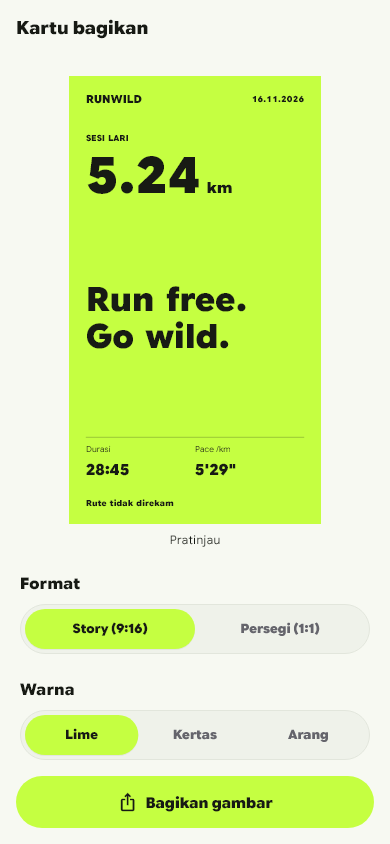 Kartu bagikan
RUNWILD
16.11.2026
SESI LARI
5.24 km
Run free.
Go wild.
Durasi
Pace /km
28:45
5'29"
Rute tidak direkam
Pratinjau
Format
Story (9:16)
Persegi (1:1)
Warna
Lime
Kertas
Arang
Bagikan gambar